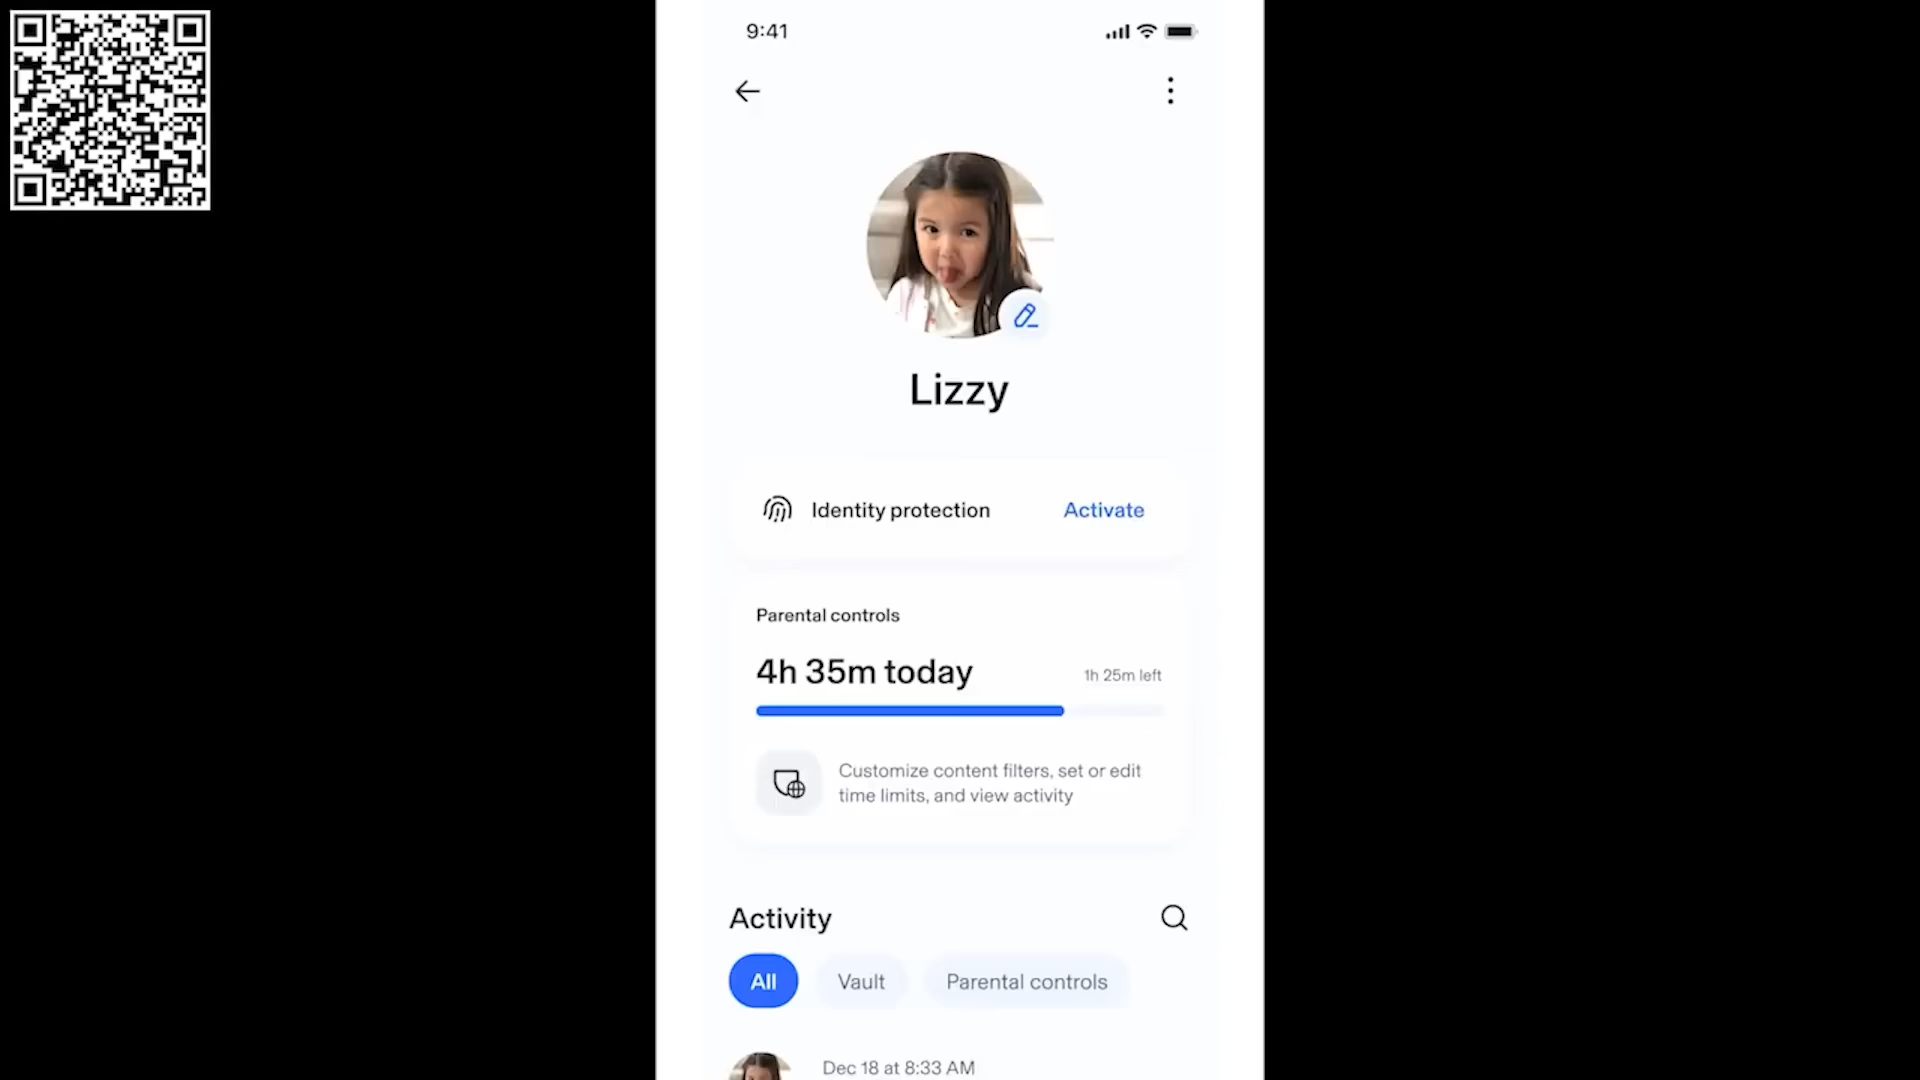 9:41
Lizzy
Identity protection
Activate
Parental controls
4h 35m today
1h 25m left
Customize content filters, set or edit
time limits, and view activity
Activity
All
Vault
Parental controls
Dec 18 at 8:33 AM